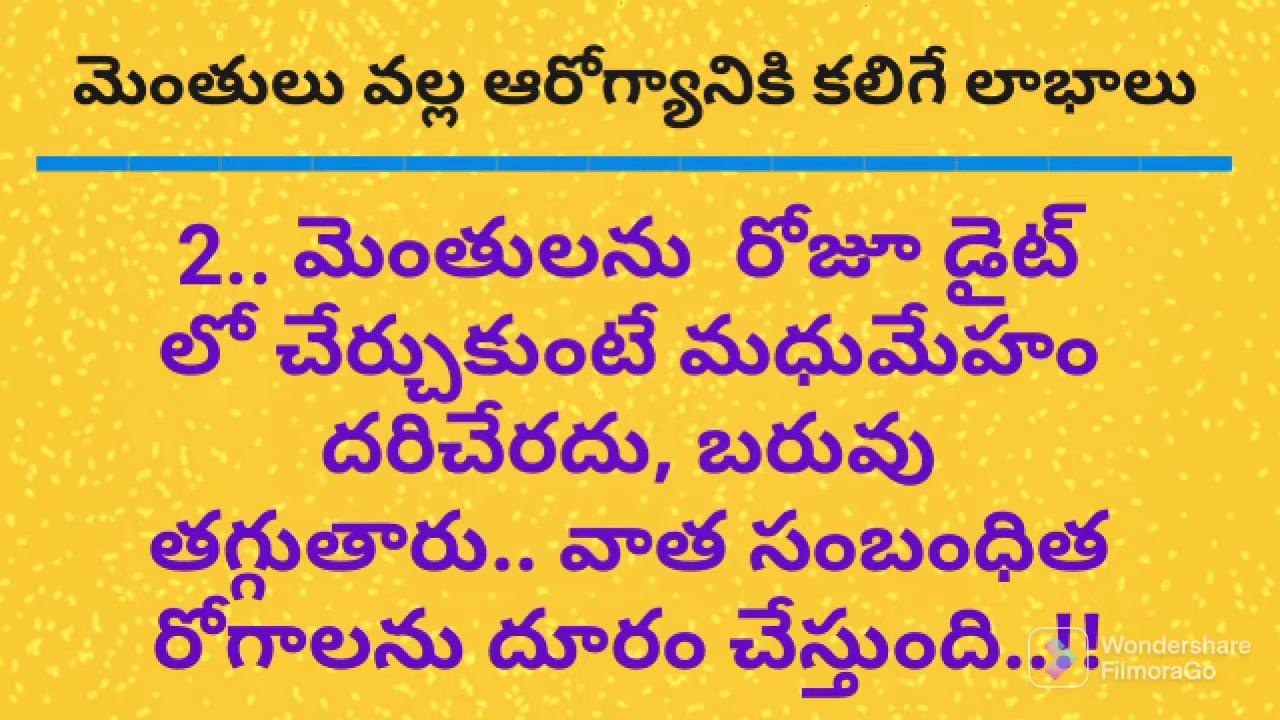 మెంతులు వల్ల ఆరోగ్యానికి కలిగే లాభాలు
2.. మెంతులను రోజూ డైట్
లో చేర్చుకుంటే మధుమేహం
దరిచేరదు, బరువు
తగ్గుతారు.. వాత సంబంధిత
రోగాలను దూరం చేస్తుంది..!!
Wondershare
FilmoraGo